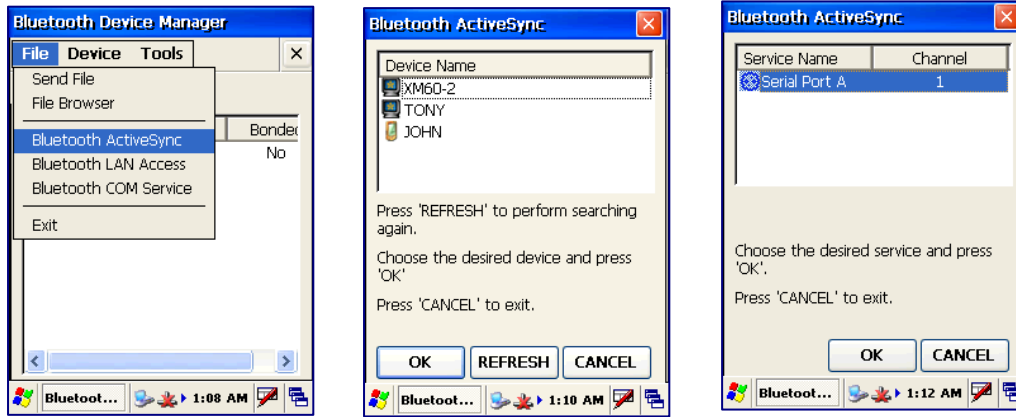 Bluetooth Device Manager
File Device Tools
Send File
File Browser
Bluetooth ActiveSync
Bluetooth LAN Access
Bluetooth COM Service
Exit
Bonded
No
Bluetoot... 1:08 AM
Bluetooth ActiveSync
Device Name
XM60-2
TONY
JOHN
Press 'REFRESH' to perform searching
again.
Choose the desired device and press
'OK'
Press 'CANCEL' to exit.
OK REFRESH CANCEL
Bluetoot... 1:10 AM
Bluetooth ActiveSync
Service Name Channel
Serial Port A 1
Choose the desired service and press
'OK'.
Press 'CANCEL' to exit.
OK CANCEL
Bluetoot... 1:12 AM